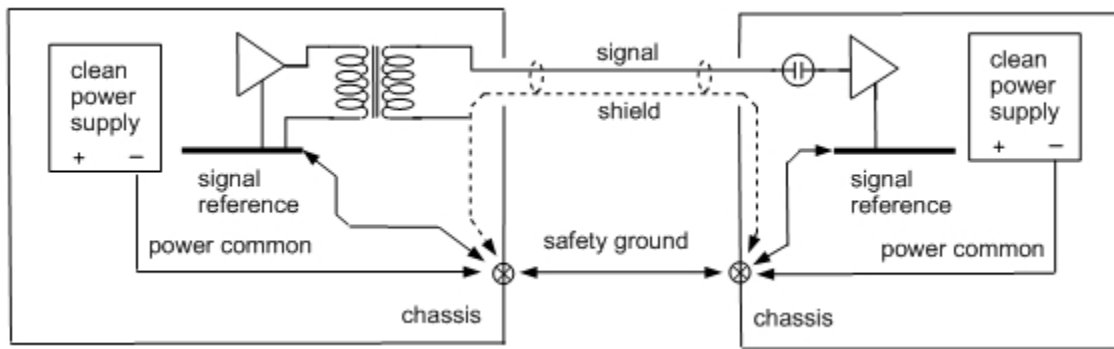 clean
power
supply
+ −
signal
reference
power common
chassis
signal
shield
safety ground
clean
power
supply
+ −
signal
reference
power common
chassis